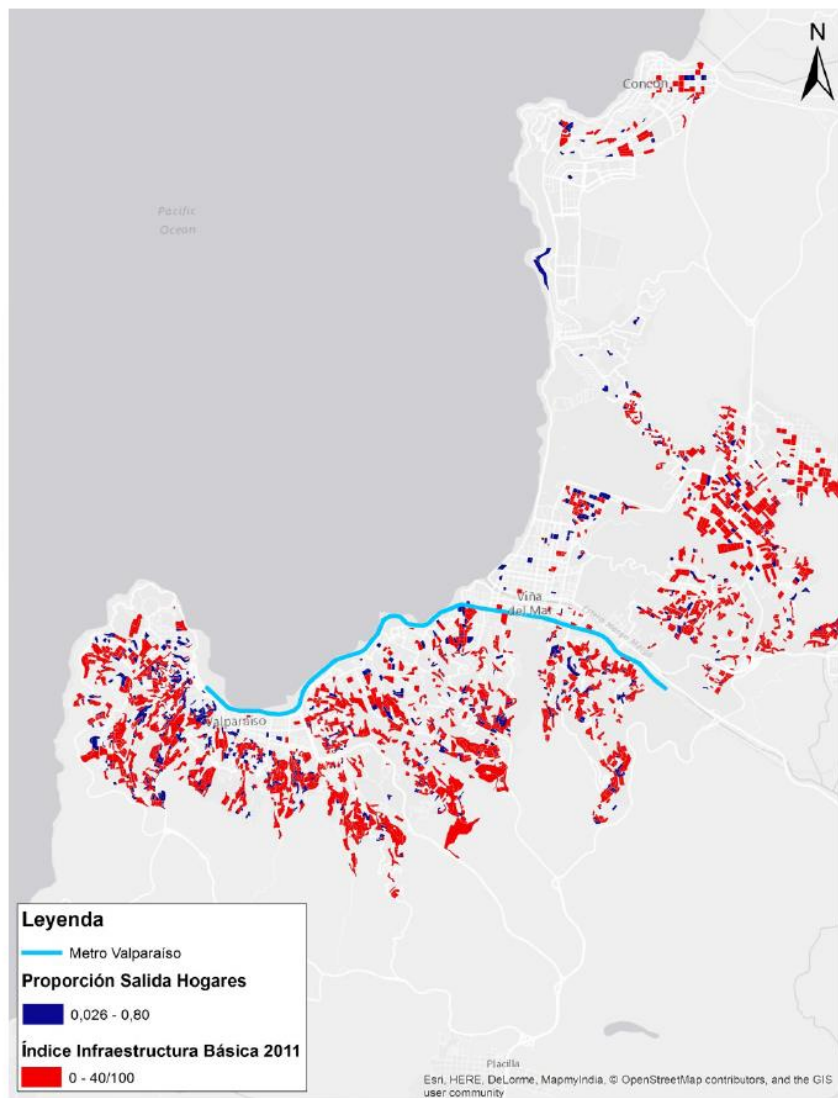 N
Concón
Pacific
Ocean
Viña
del Mar
Valparaíso
Leyenda
Metro Valparaíso
Proporción Salida Hogares
0,026 - 0,80
Índice Infraestructura Básica 2011
0 - 40/100
Placilla
Esri, HERE, DeLorme, MapmyIndia, © OpenStreetMap contributors, and the GIS
user community